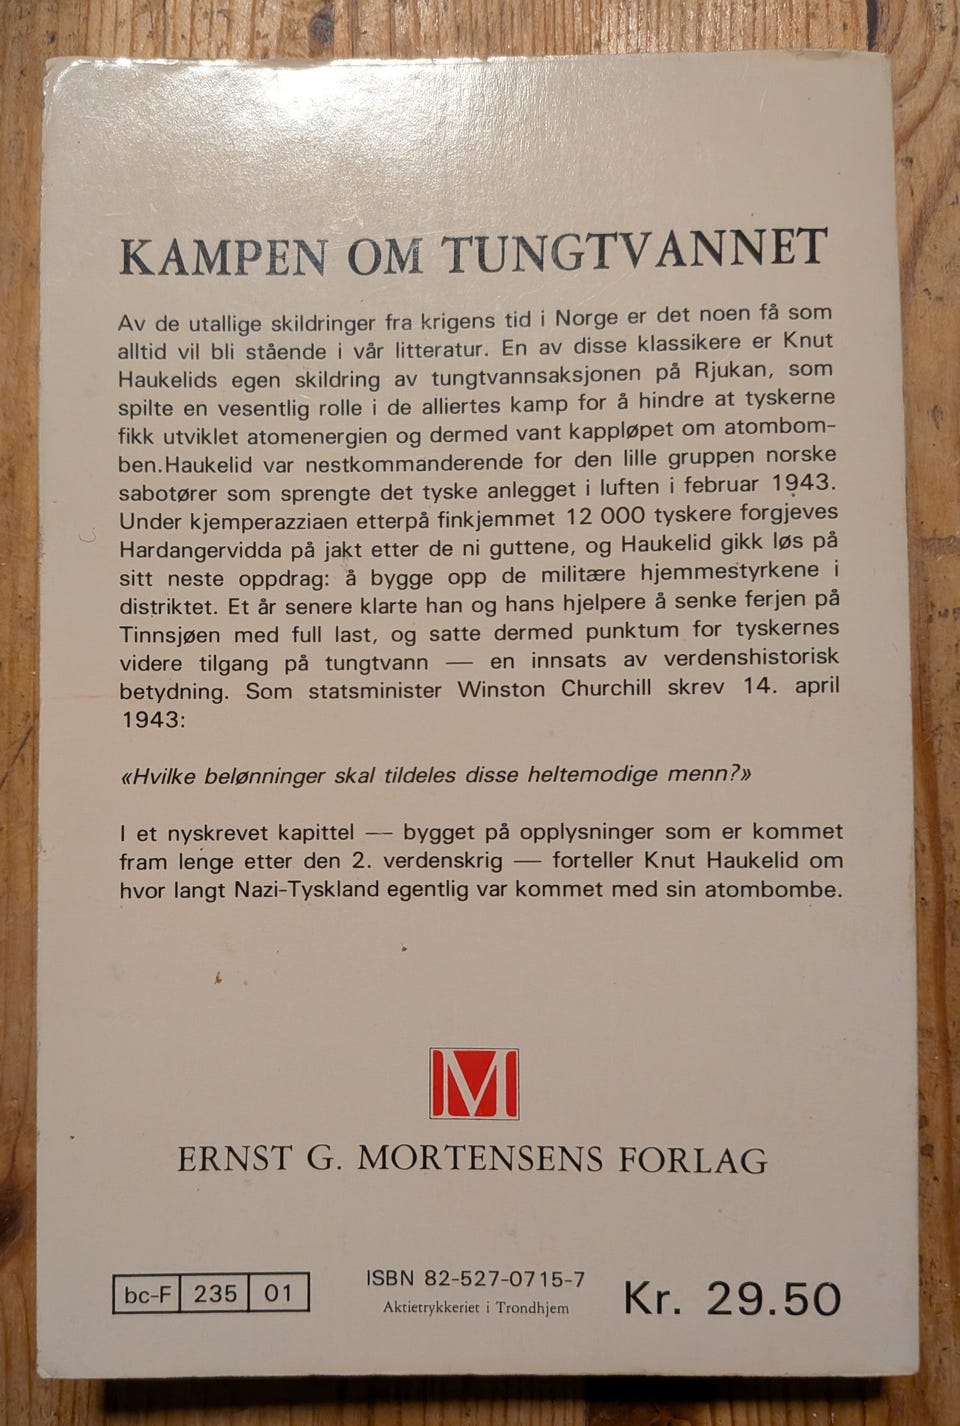 KAMPEN OM TUNGTVANNET
Av de utallige skildringer fra krigens tid i Norge er det noen få som
alltid vil bli stående i vår litteratur. En av disse klassikere er Knut
Haukelids egen skildring av tungtvannsaksjonen på Rjukan, som
spilte en vesentlig rolle i de alliertes kamp for å hindre at tyskerne
fikk utviklet atomenergien og dermed vant kappløpet om atombom-
ben.Haukelid var nestkommanderende for den lille gruppen norske
sabotører som sprengte det tyske anlegget i luften i februar 1943.
Under kjemperazziaen etterpå finkjemmet 12 000 tyskere forgjeves
Hardangervidda på jakt etter de ni guttene, og Haukelid gikk løs på
sitt neste oppdrag: å bygge opp de militære hjemmestyrkene i
distriktet. Et år senere klarte han og hans hjelpere å senke ferjen på
Tinnsjøen med full last, og satte dermed punktum for tyskernes
videre tilgang på tungtvann — en innsats av verdenshistorisk
betydning. Som statsminister Winston Churchill skrev 14. april
1943:
«Hvilke belønninger skal tildeles disse heltemodige menn?»
I et nyskrevet kapittel — bygget på opplysninger som er kommet
fram lenge etter den 2. verdenskrig — forteller Knut Haukelid om
hvor langt Nazi-Tyskland egentlig var kommet med sin atombombe.
M
ERNST G. MORTENSENS FORLAG
bc-F 235 01
ISBN 82-527-0715-7
Aktietrykkeriet i Trondhjem
Kr. 29.50